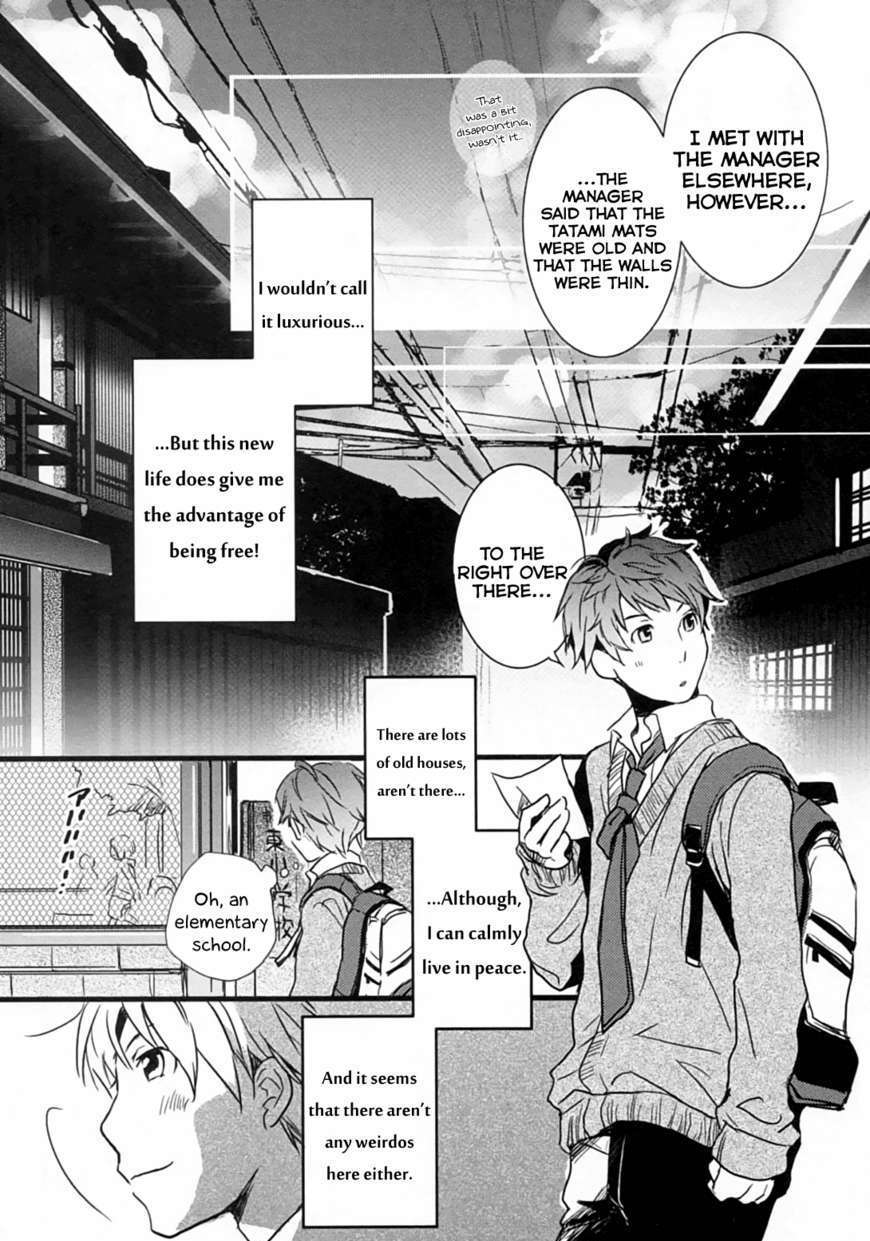 I MET WITH
THE MANAGER
ELSEWHERE,
HOWEVER...
...THE
MANAGER
SAID THAT THE
TATAMI MATS
WERE OLD AND
THAT THE WALLS
WERE THIN.
That
was a bit
disappointing,
wasn't it...
I wouldn't call
it luxurious...
...But this new
life does give me
the advantage of
being free!
TO THE
RIGHT OVER
THERE...
There are lots
of old houses,
aren't there...
...Although,
I can calmly
live in peace.
東小学校
Oh, an
elementary
school.
And it seems
that there aren't
any weirdos
here either.